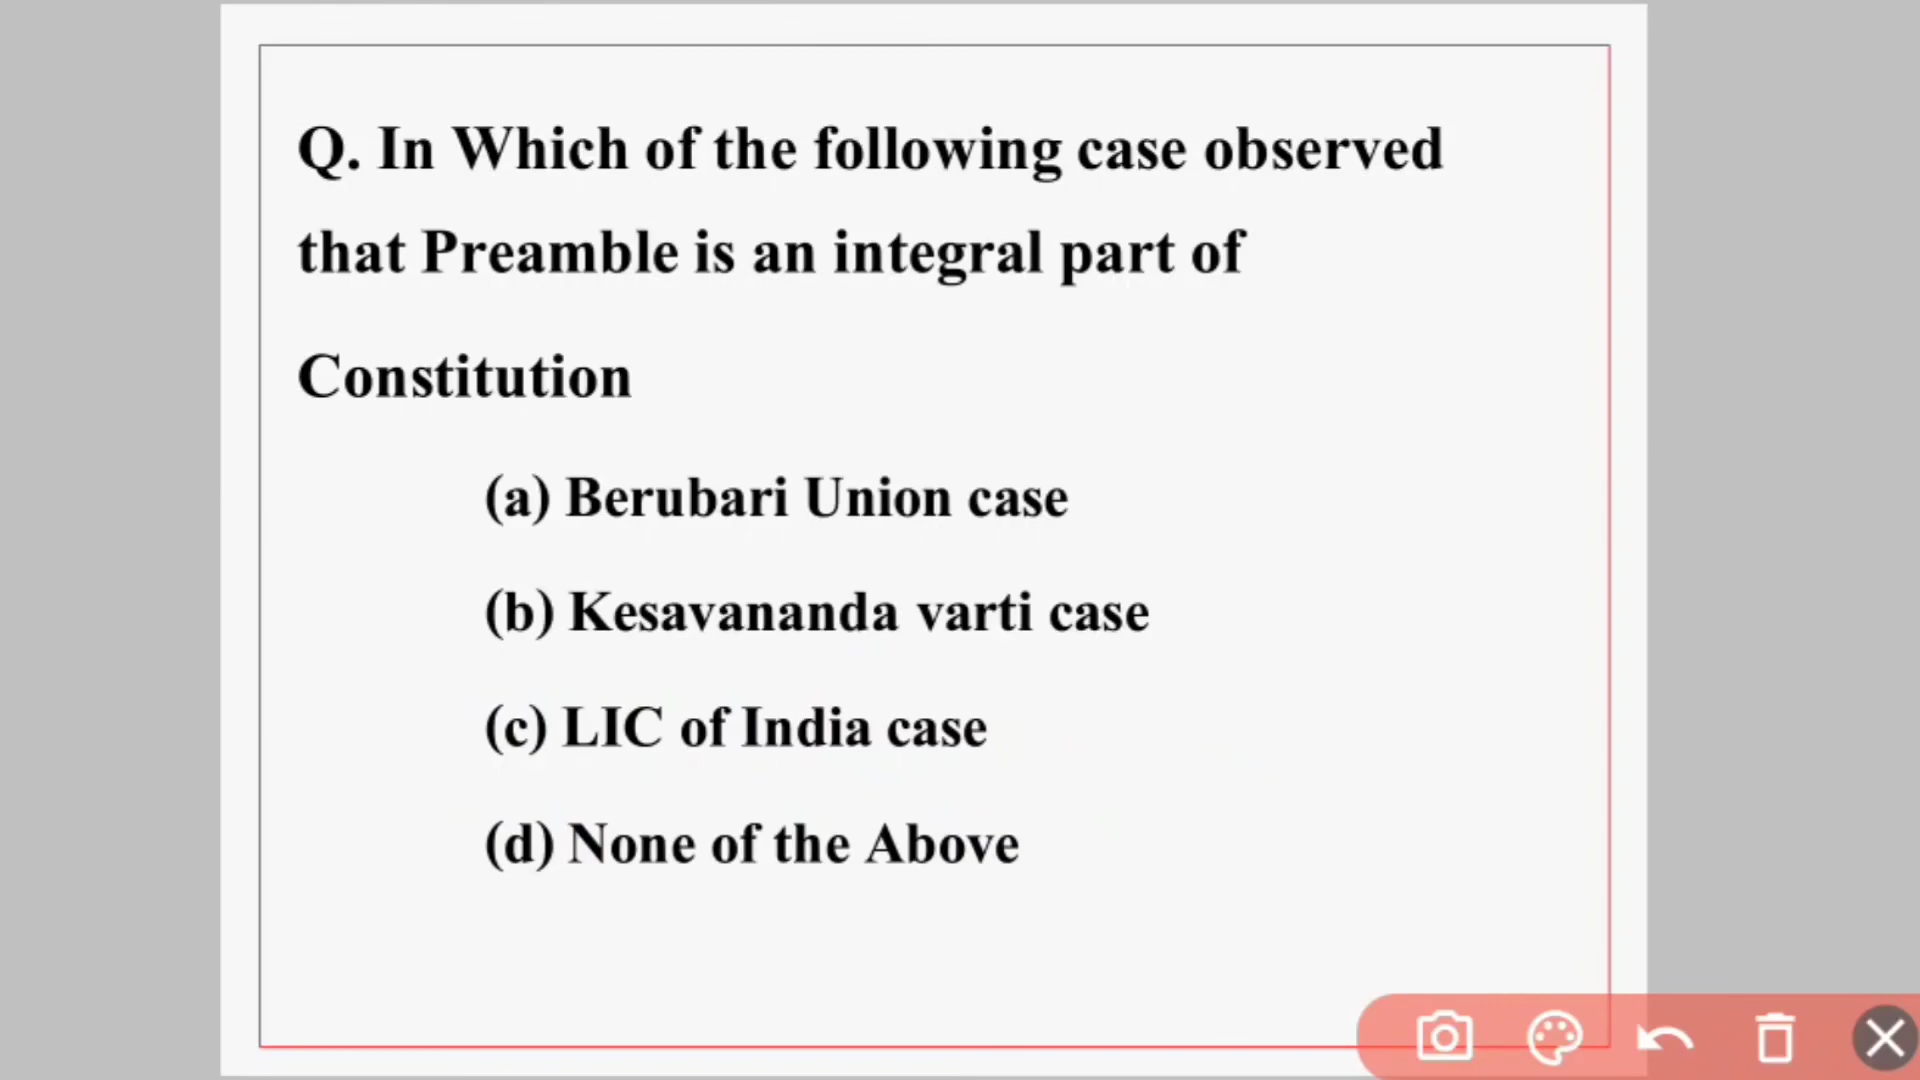 Q. In Which of the following case observed
that Preamble is an integral part of
Constitution
(a) Berubari Union case
(b) Kesavananda varti case
(c) LIC of India case
(d) None of the Above